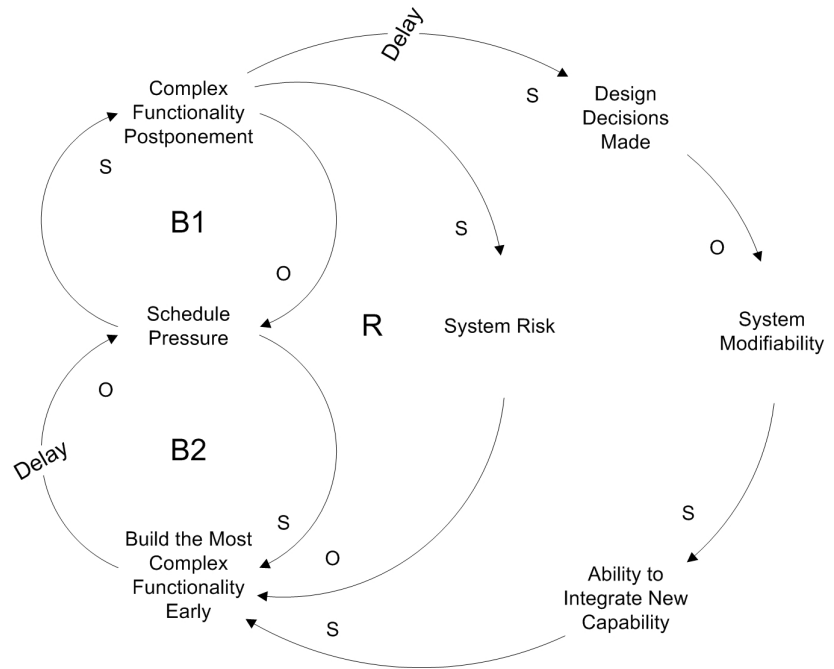 Delay
Complex
Functionality
Postponement
S
Design
Decisions
Made
S
B1
S
O
O
Schedule
Pressure
R
System Risk
System
Modifiability
O
Delay
B2
S
S
Build the Most
Complex
Functionality
Early
O
S
Ability to
Integrate New
Capability